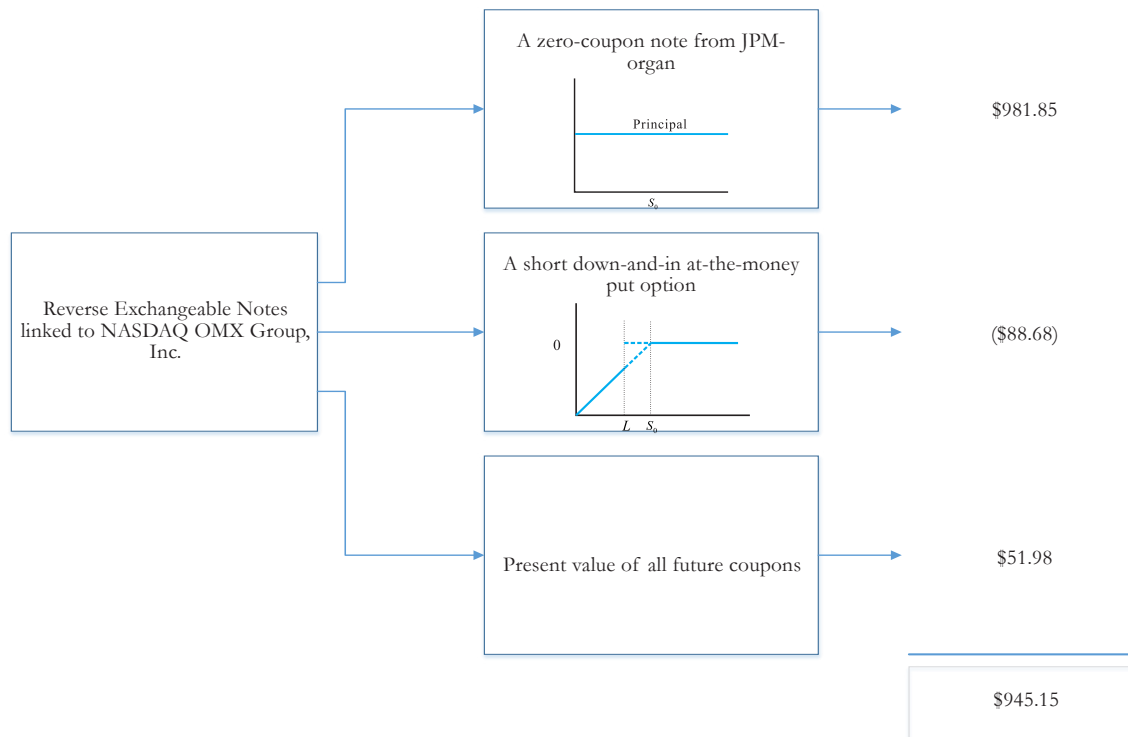 A zero-coupon note from JPM-
organ
Principal
S₀
$981.85
Reverse Exchangeable Notes
linked to NASDAQ OMX Group,
Inc.
A short down-and-in at-the-money
put option
0
L S₀
($88.68)
Present value of all future coupons
$51.98
$945.15